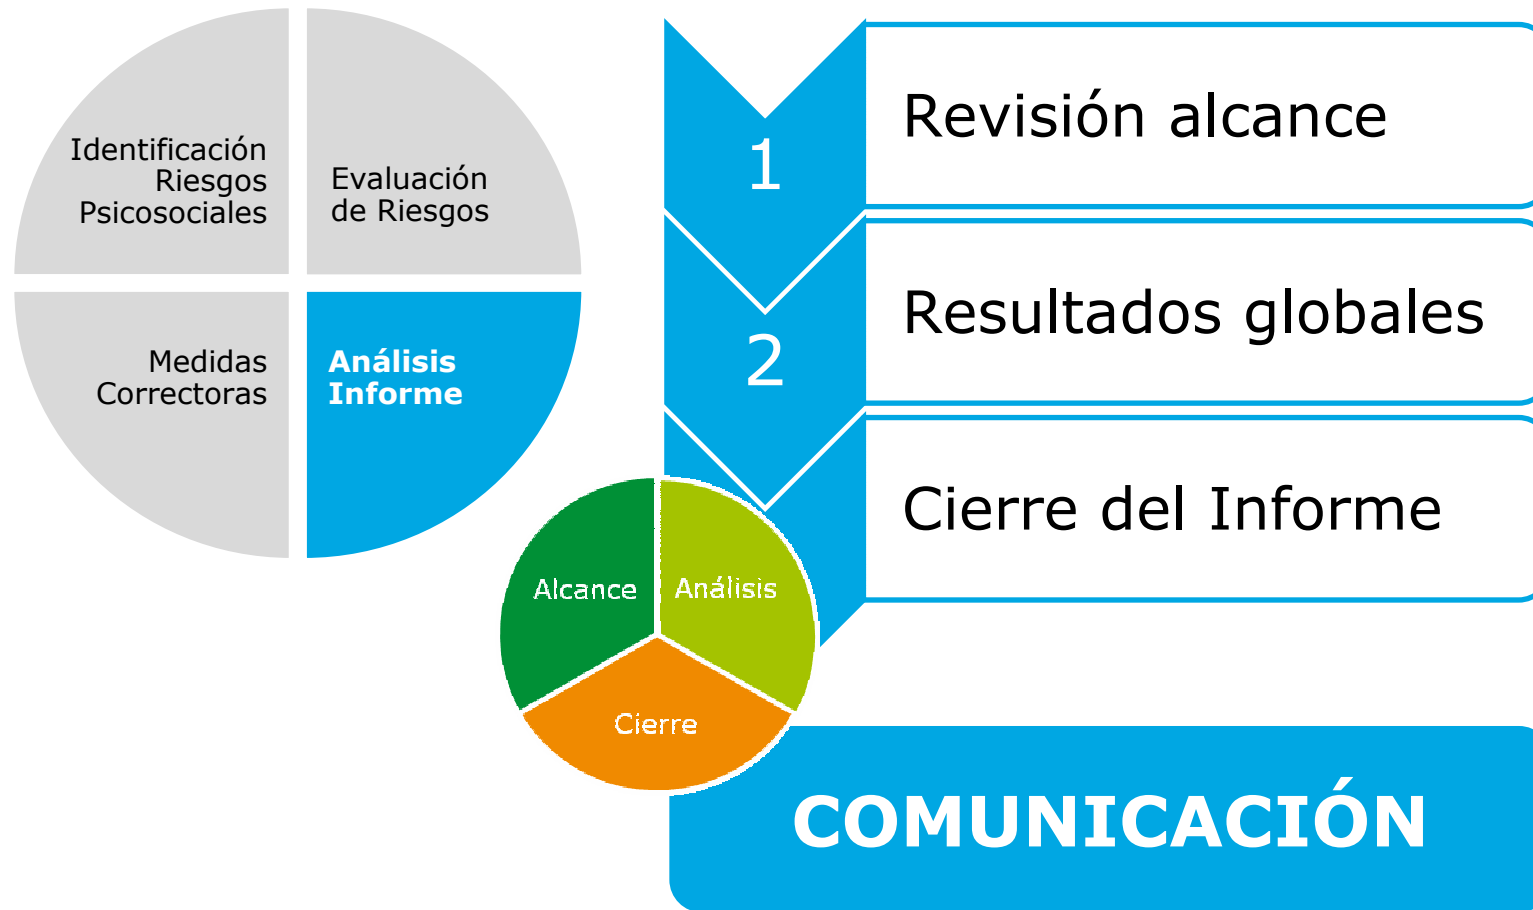 Identificación
Riesgos
Psicosociales
Evaluación
de Riesgos
Medidas
Correctoras
Análisis
Informe
1
Revisión alcance
2
Resultados globales
Cierre del Informe
Alcance
Análisis
Cierre
COMUNICACIÓN